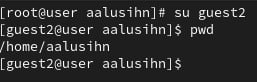 [root@user aalusihn]# su guest2
[guest2@user aalusihn]$ pwd
/home/aalusihn
[guest2@user aalusihn]$